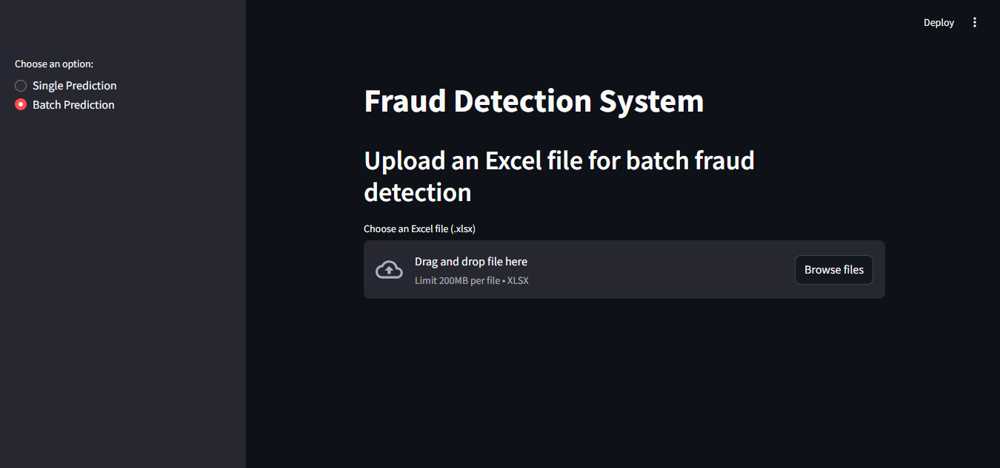 Deploy
Choose an option:
Single Prediction
Batch Prediction
Fraud Detection System
Upload an Excel file for batch fraud
detection
Choose an Excel file (.xlsx)
Drag and drop file here
Limit 200MB per file • XLSX
Browse files